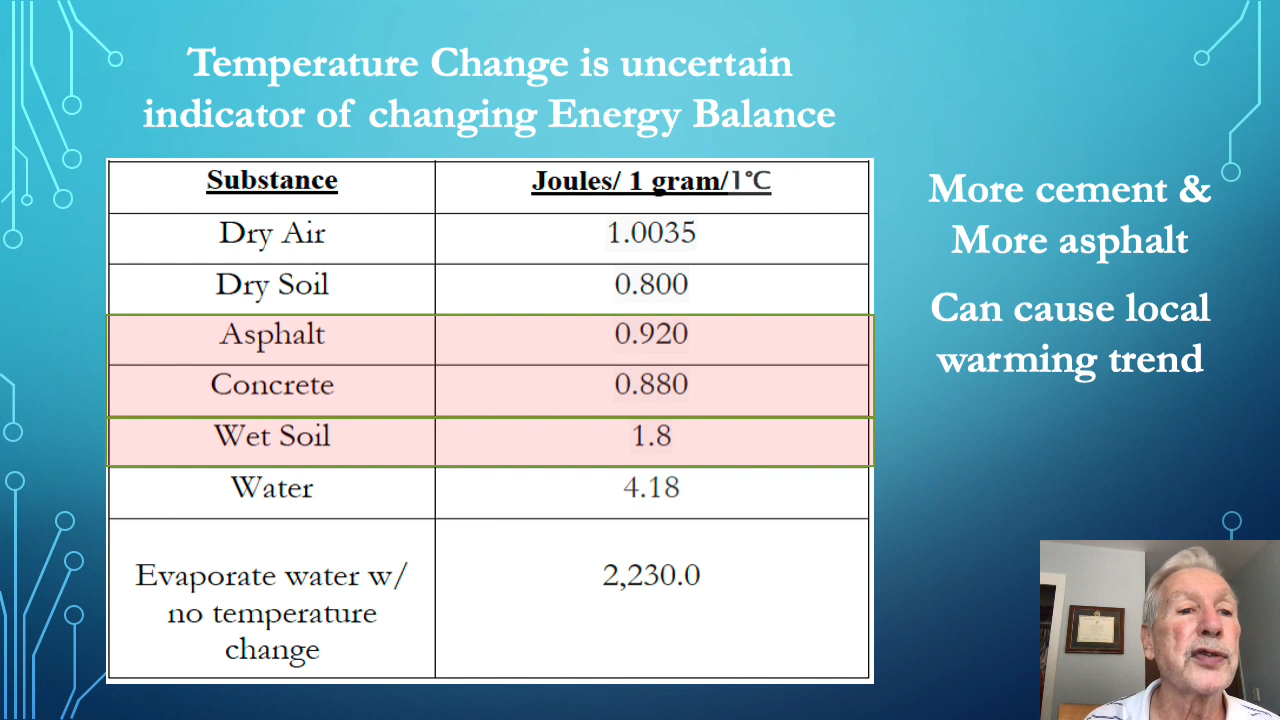 Temperature Change is uncertain
indicator of changing Energy Balance
Substance
Joules/ 1 gram/1°C
Dry Air
1.0035
Dry Soil
0.800
Asphalt
0.920
Concrete
0.880
Wet Soil
1.8
Water
4.18
Evaporate water w/
no temperature
change
2,230.0
More cement &
More asphalt
Can cause local
warming trend